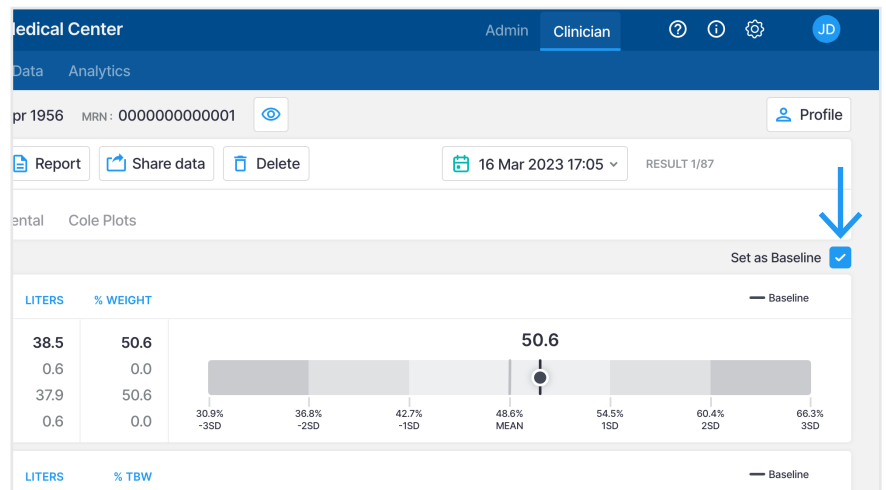 Medical Center Admin Clinician JD
Data Analytics
pr 1956 MRN : 0000000000001 Profile
Report Share data Delete 16 Mar 2023 17:05 RESULT 1/87
ental Cole Plots
Set as Baseline
LITERS % WEIGHT Baseline
38.5 50.6 50.6
0.6 0.0
37.9 50.6
0.6 0.0
30.9% 36.8% 42.7% 48.6% 54.5% 60.4% 66.3%
-3SD -2SD -1SD MEAN 1SD 2SD 3SD
LITERS % TBW Baseline